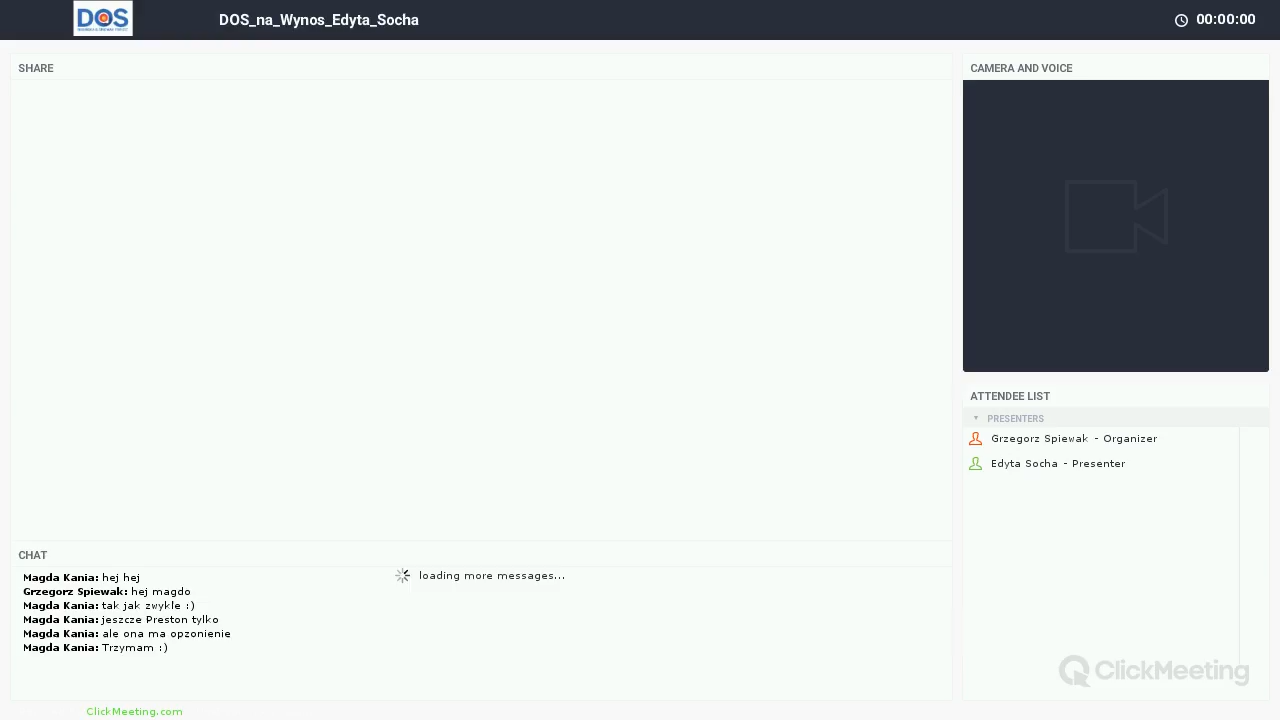 DOS
DOS_na_Wynos_Edyta_Socha
00:00:00
SHARE
CAMERA AND VOICE
ATTENDEE LIST
PRESENTERS
Grzegorz Spiewak - Organizer
Edyta Socha - Presenter
CHAT
loading more messages...
Magda Kania: hej hej
Grzegorz Spiewak: hej magdo
Magda Kania: tak jak zwykle :)
Magda Kania: jeszcze Preston tylko
Magda Kania: ale ona ma opzonienie
Magda Kania: Trzymam :)
ClickMeeting
ClickMeeting.com